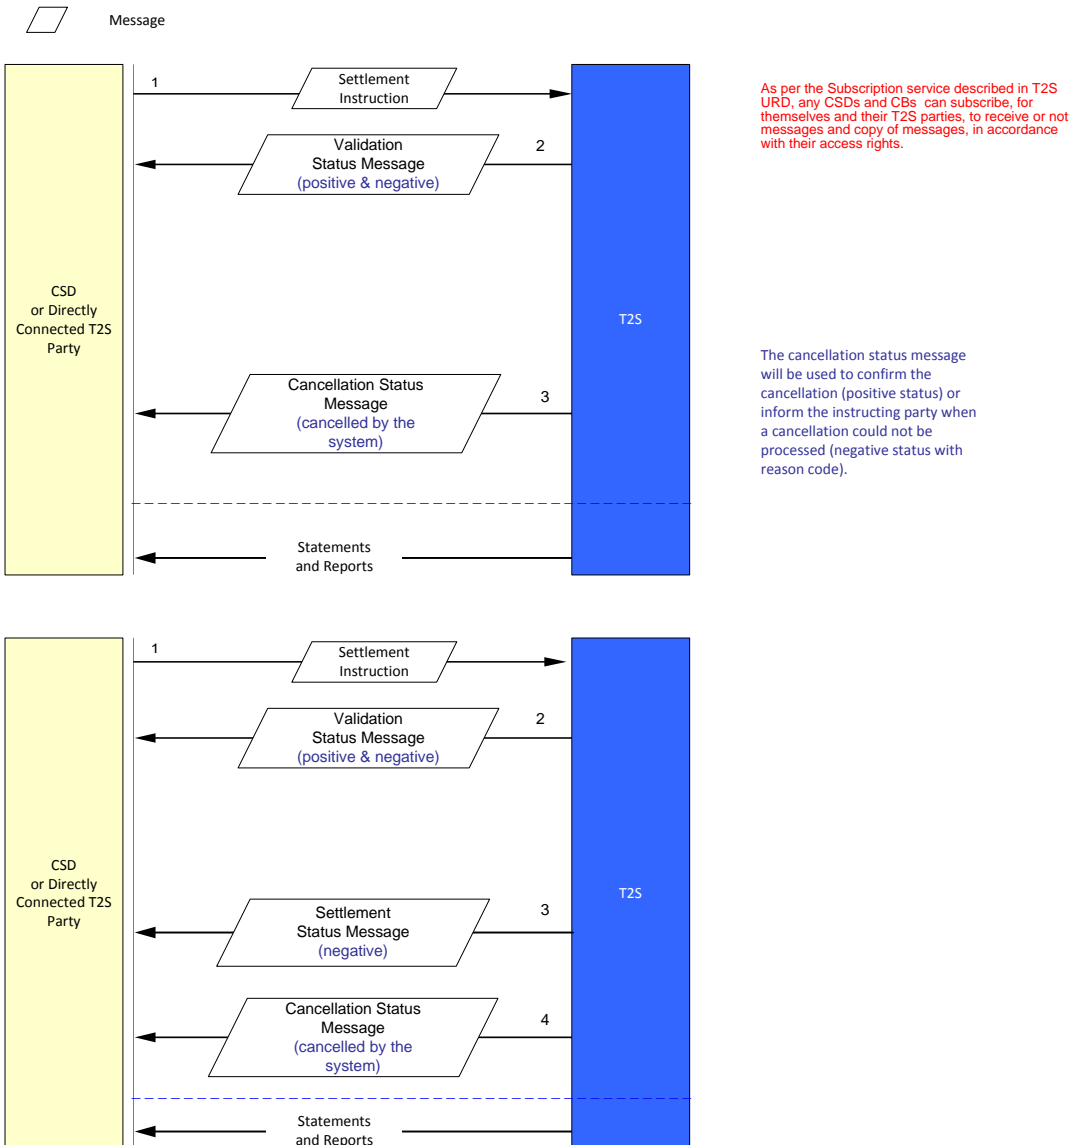 Message
1
Settlement
Instruction
Validation
Status Message
(positive & negative)
2
As per the Subscription service described in T2S
URD, any CSDs and CBs can subscribe, for
themselves and their T2S parties, to receive or not
messages and copy of messages, in accordance
with their access rights.
CSD
or Directly
Connected T2S
Party
T2S
Cancellation Status
Message
(cancelled by the
system)
3
The cancellation status message
will be used to confirm the
cancellation (positive status) or
inform the instructing party when
a cancellation could not be
processed (negative status with
reason code).
Statements
and Reports
1
Settlement
Instruction
Validation
Status Message
(positive & negative)
2
CSD
or Directly
Connected T2S
Party
T2S
Settlement
Status Message
(negative)
3
Cancellation Status
Message
(cancelled by the
system)
4
Statements
and Reports